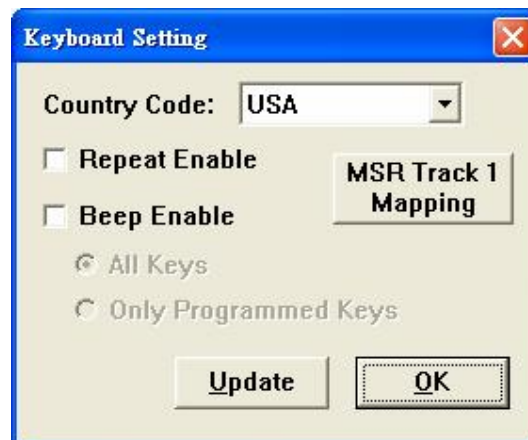 Keyboard Setting
Country Code: USA
Repeat Enable
MSR Track 1
Mapping
Beep Enable
All Keys
Only Programmed Keys
Update
OK